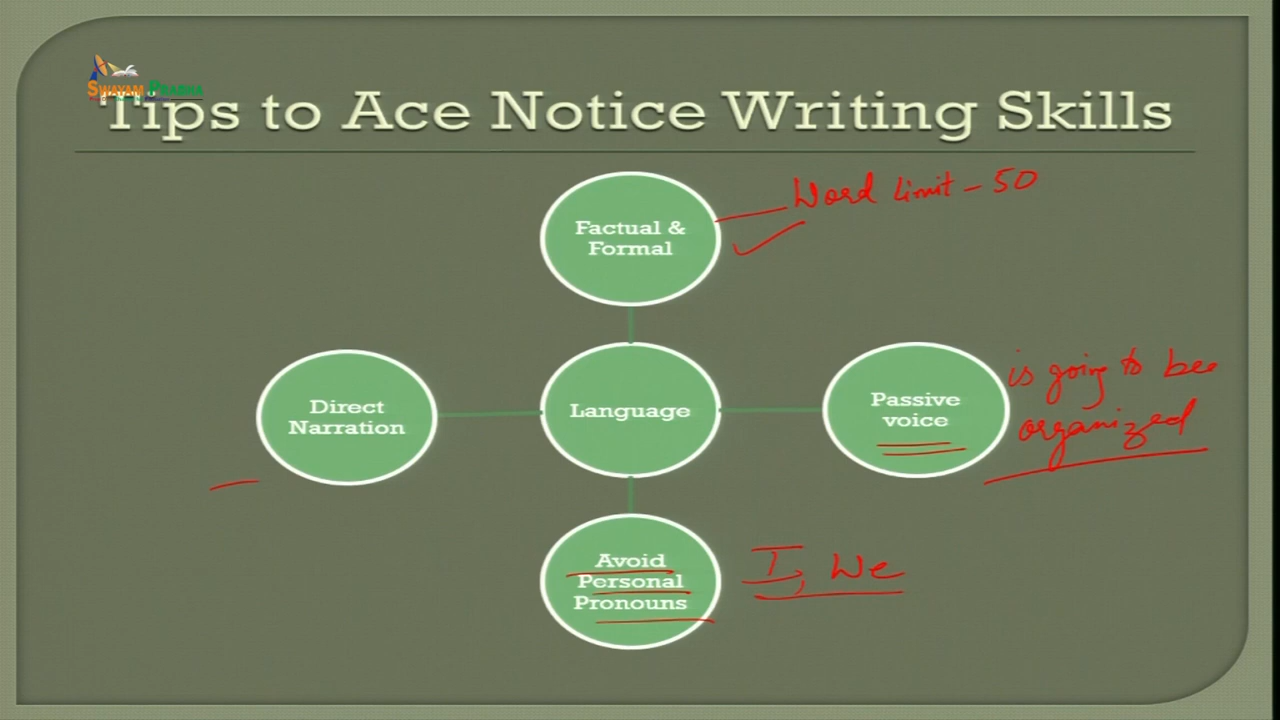 SWAYAM PRABHA
Tips to Ace Notice Writing Skills
Factual &
Formal
Word limit - 50
Direct
Narration
Language
Passive
voice
is going to bee
organized
Avoid
Personal
Pronouns
I, We